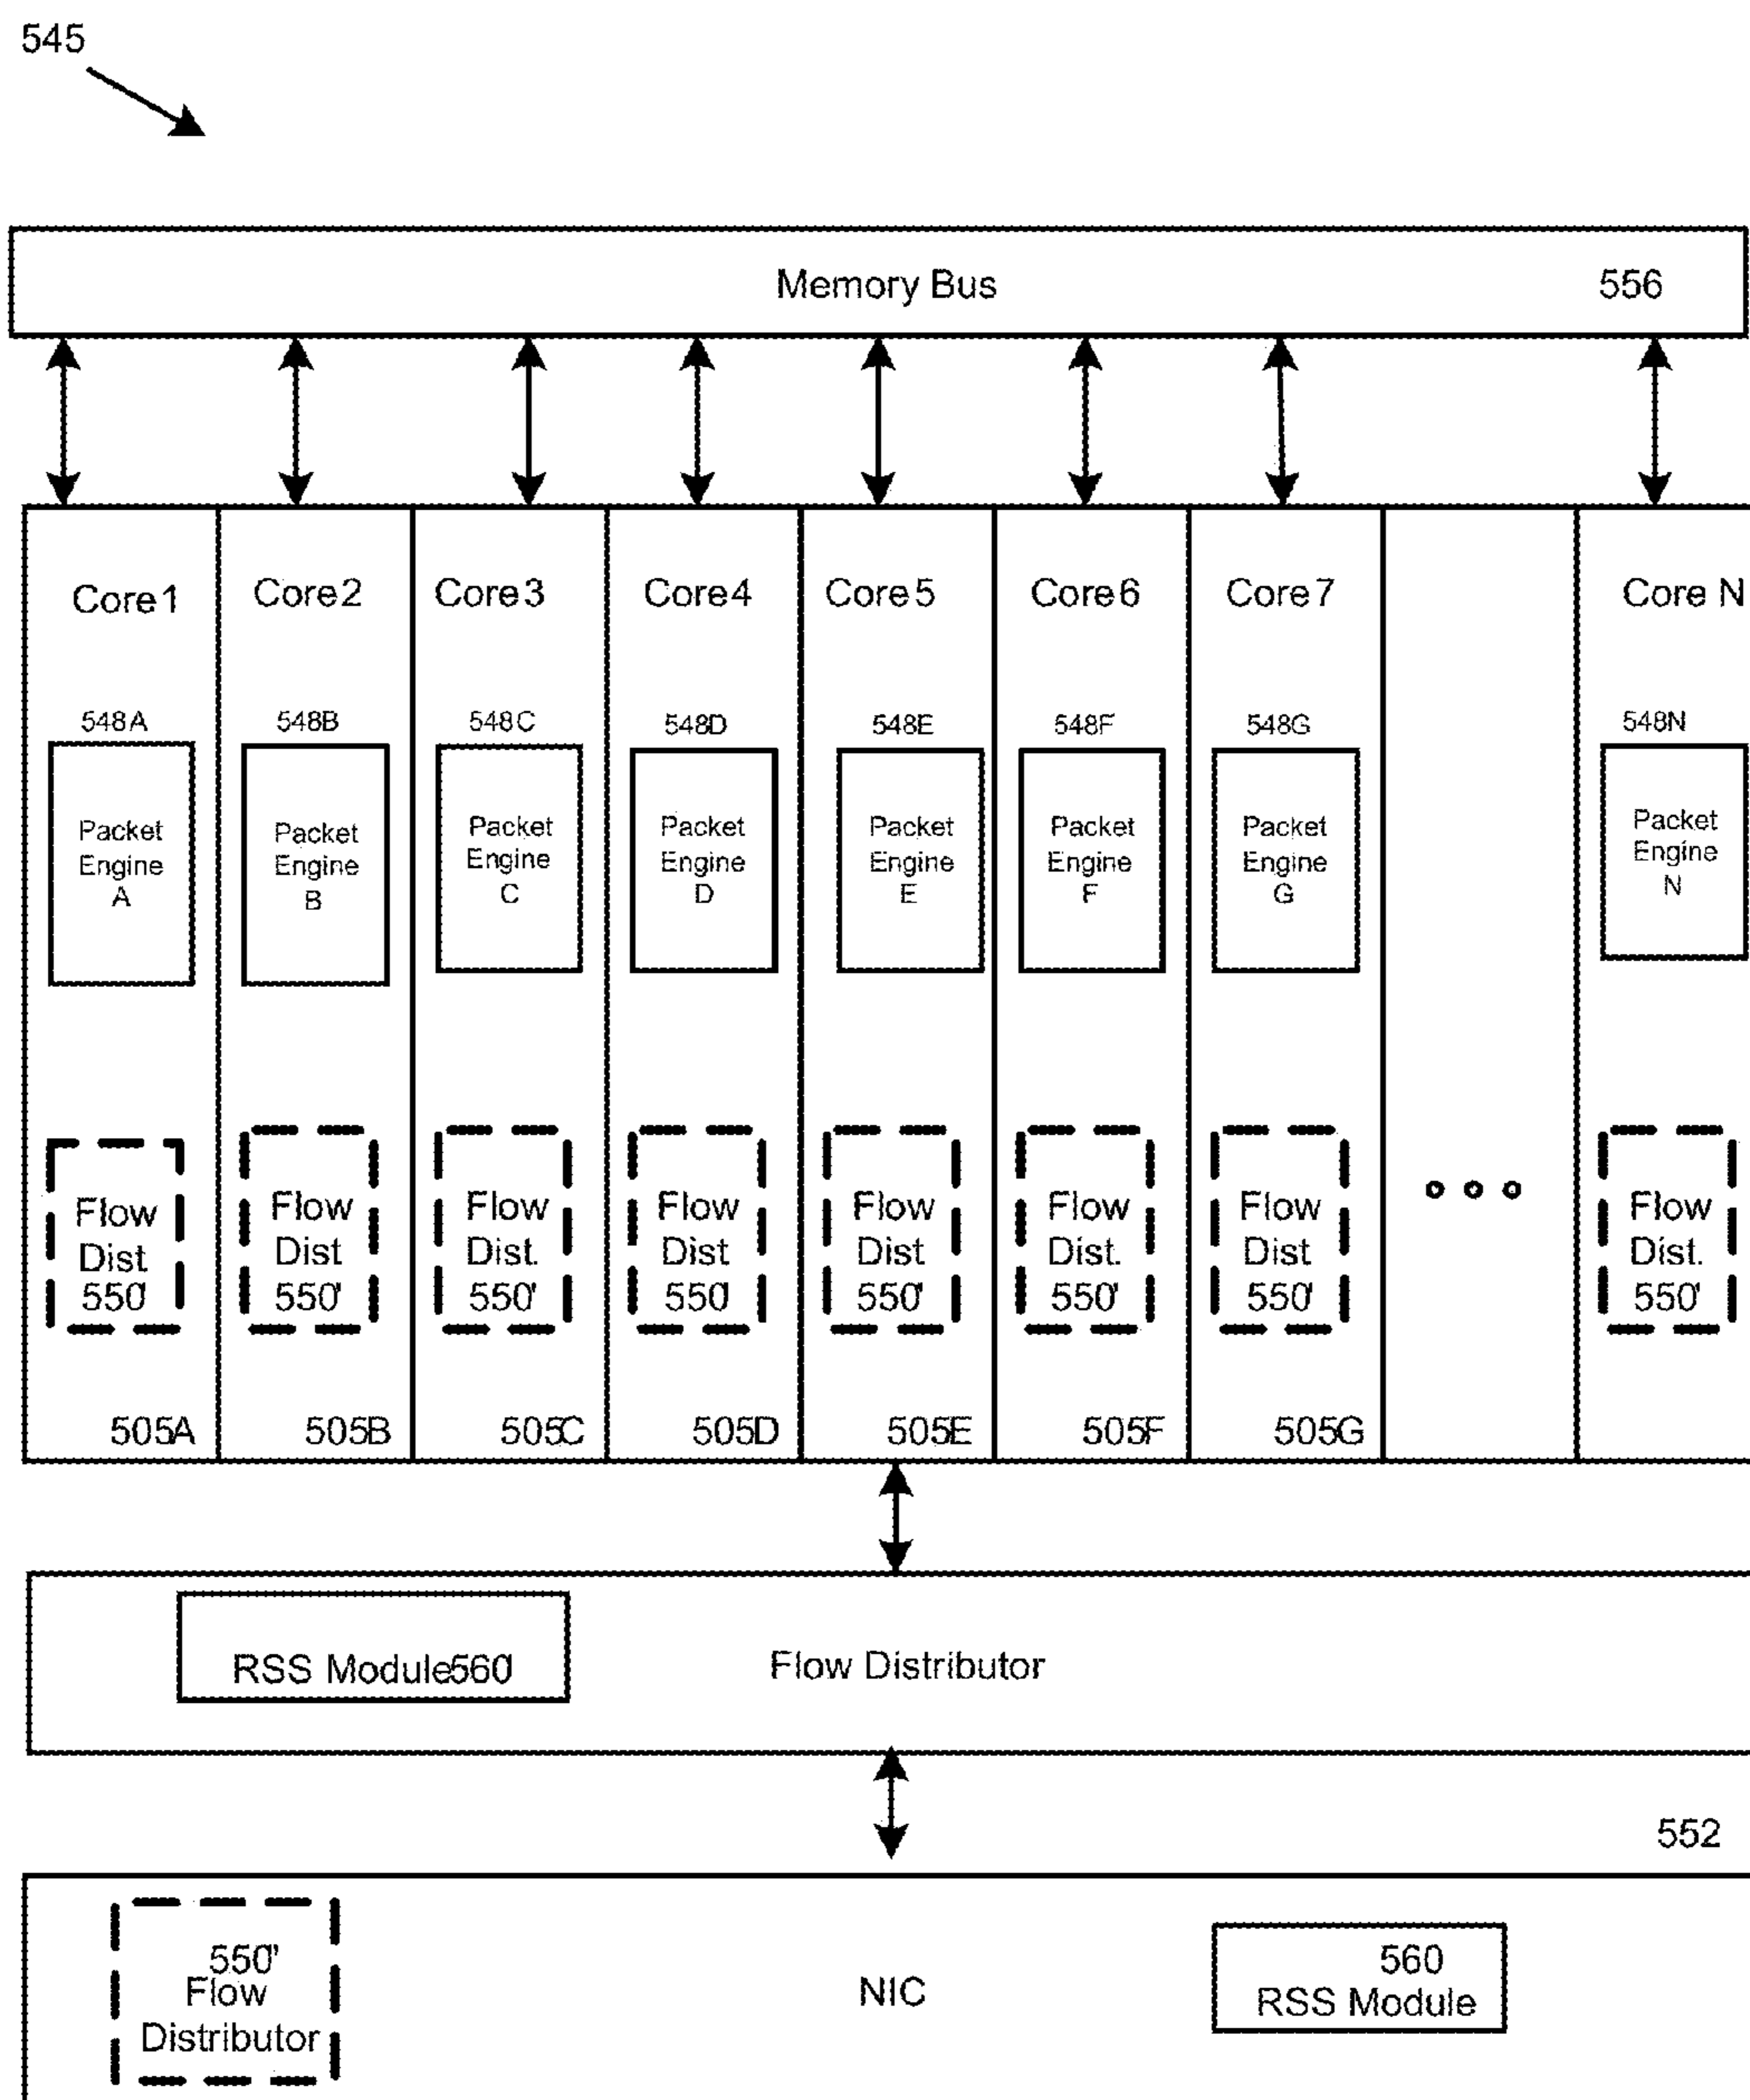 545
Memory Bus 556
Core 1 Core 2 Core 3 Core 4 Core 5 Core 6 Core 7 Core N
548A 548B 548C 548D 548E 548F 548G 548N
Packet Packet Packet Packet Packet Packet Packet Packet
Engine Engine Engine Engine Engine Engine Engine Engine
A B C D E F G N
Flow Flow Flow Flow Flow Flow Flow Flow
Dist Dist Dist. Dist Dist Dist. Dist Dist.
550' 550' 550' 550' 550' 550' 550' 550'
505A 505B 505C 505D 505E 505F 505G
RSS Module560' Flow Distributor
552
550"
Flow
Distributor
NIC
560
RSS Module